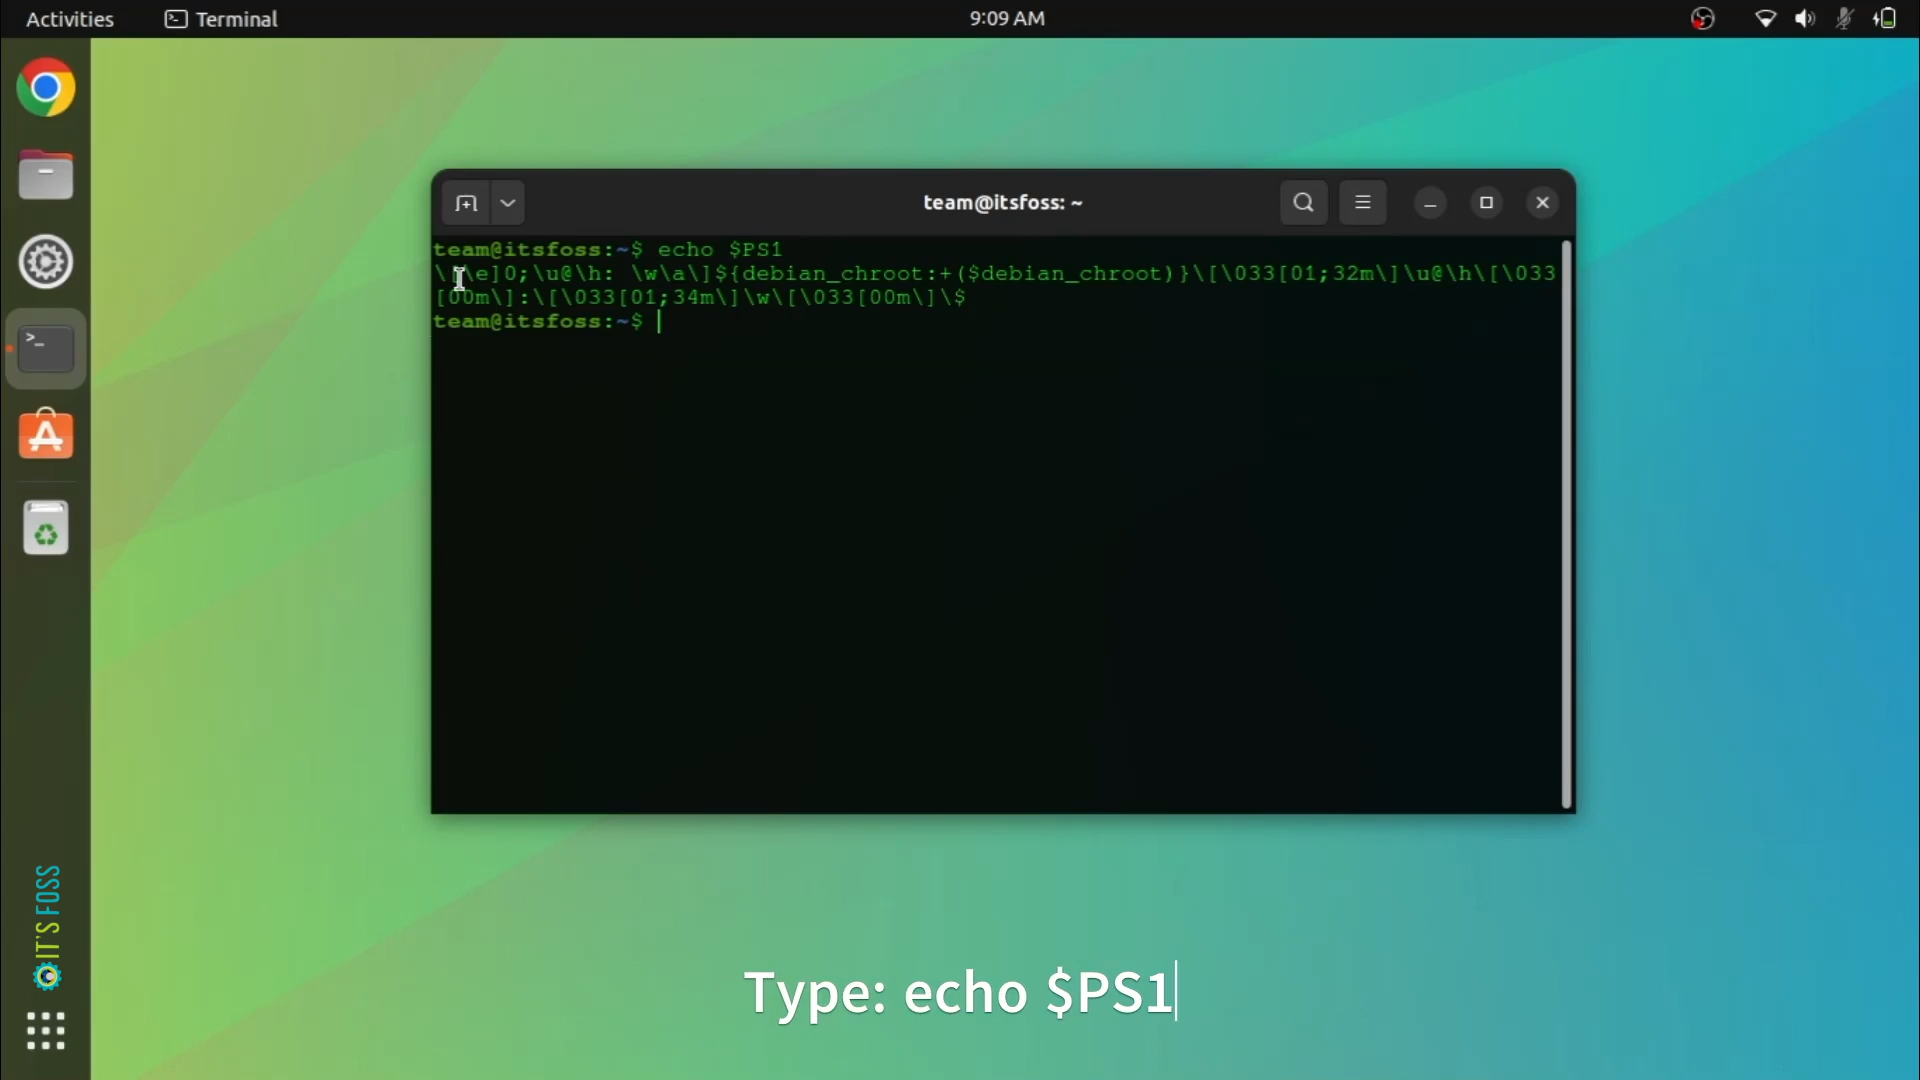 Activities
Terminal
9:09 AM
team@itsfoss: ~
team@itsfoss:~$ echo $PS1
\[\e]0;\u@\h: \w\a\]${debian_chroot:+($debian_chroot)}\[\033[01;32m\]\u@\h\[\033
[00m\]:\[\033[01;34m\]\w\[\033[00m\]\$
team@itsfoss:~$
IT'S FOSS
Type: echo $PS1